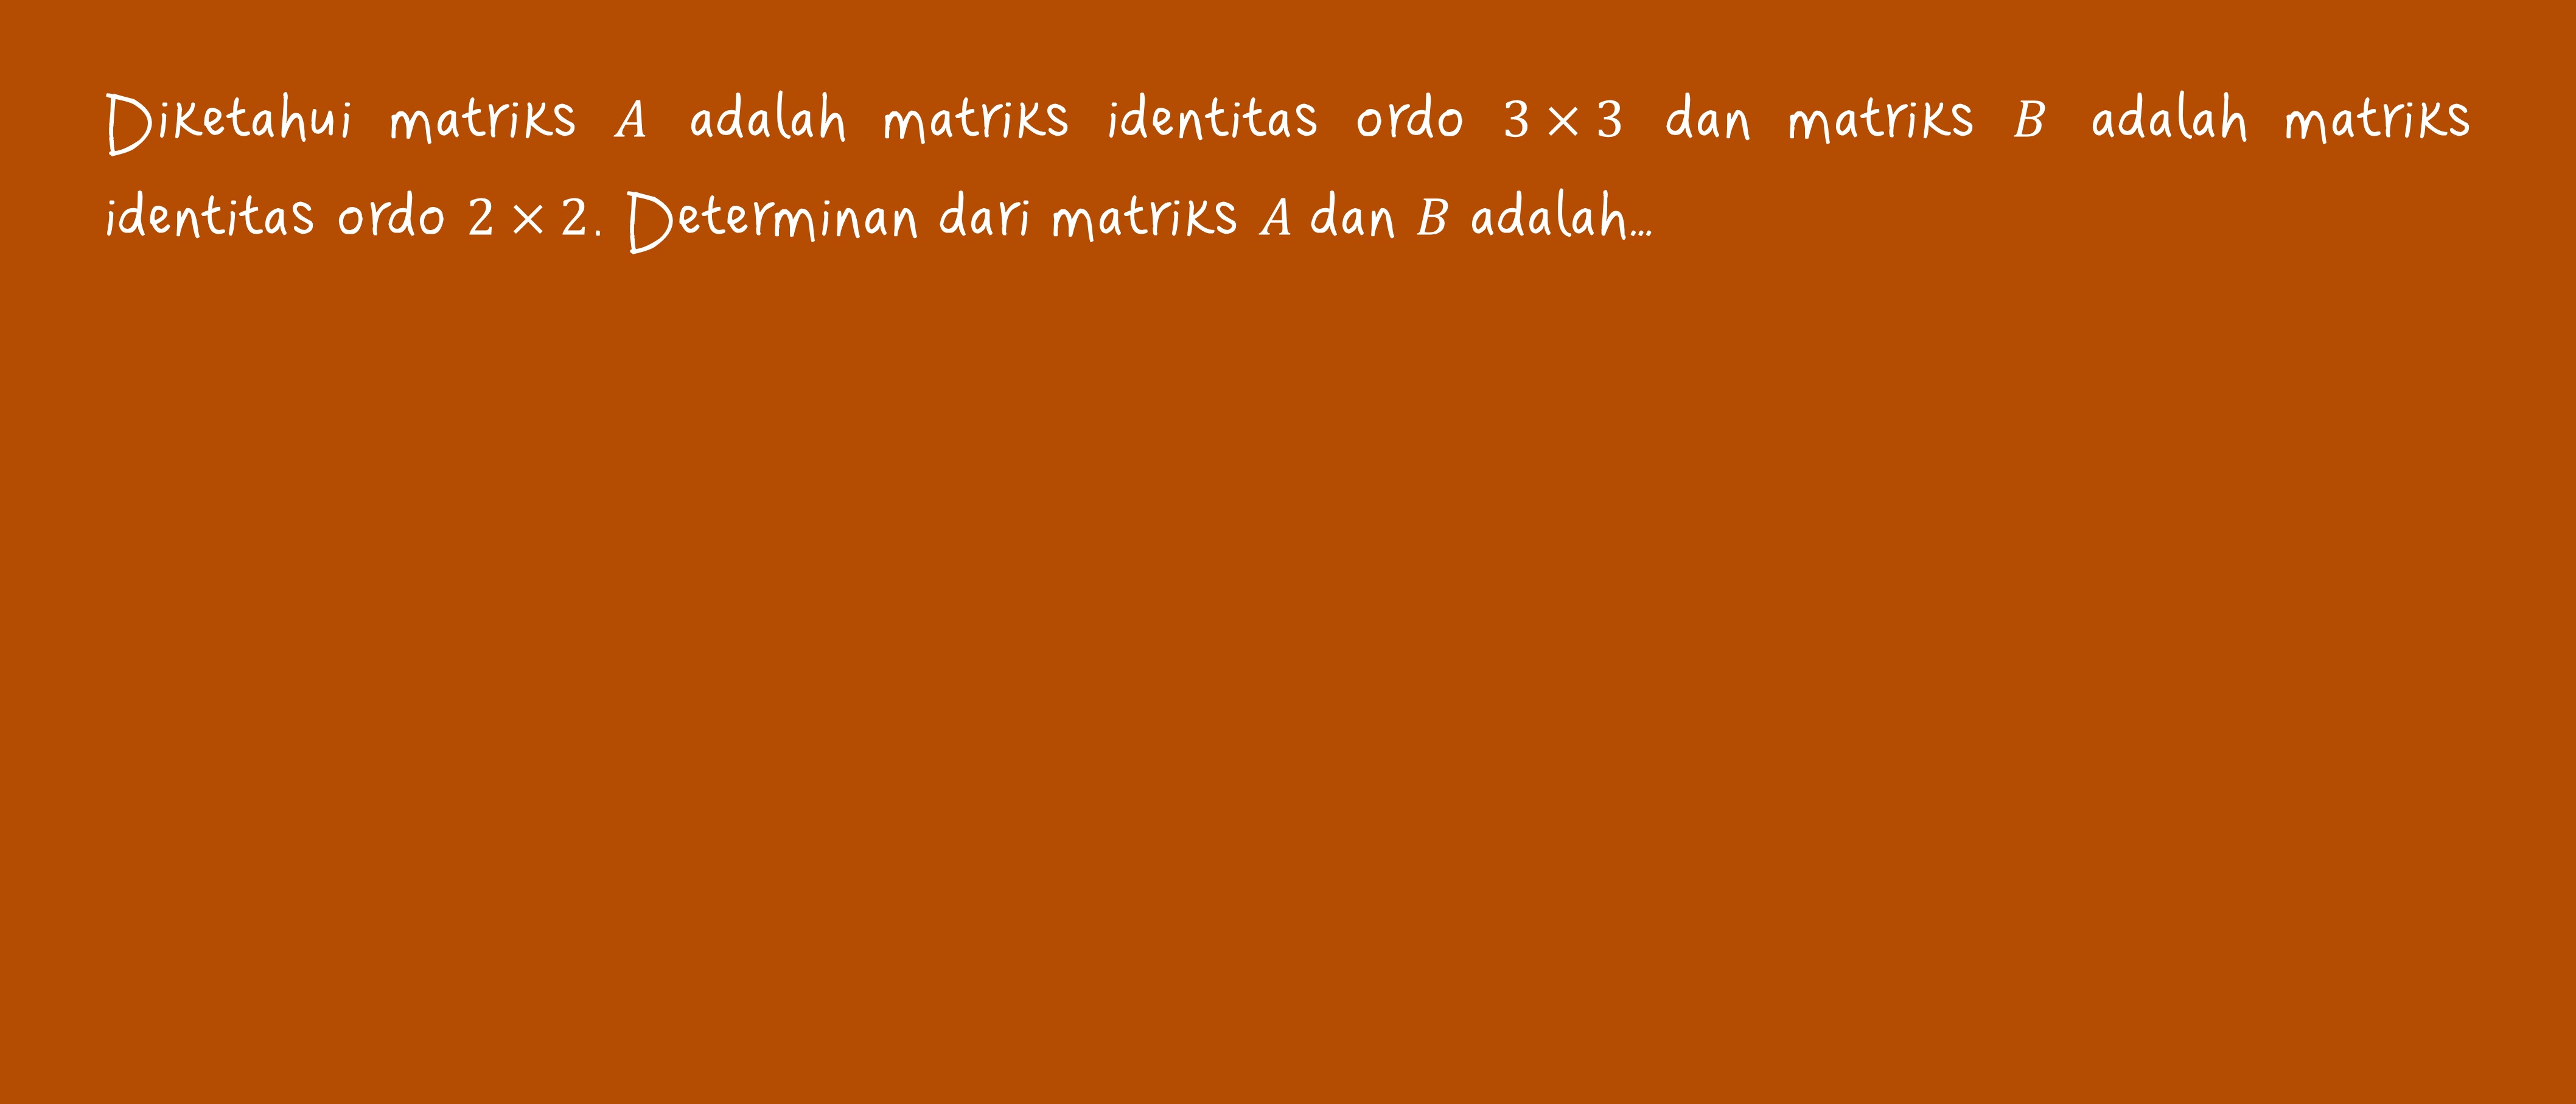 Diketahui matriks A adalah matriks identitas ordo 3 × 3 dan matriks B adalah matriks
identitas ordo 2 × 2. Determinan dari matriks A dan B adalah...